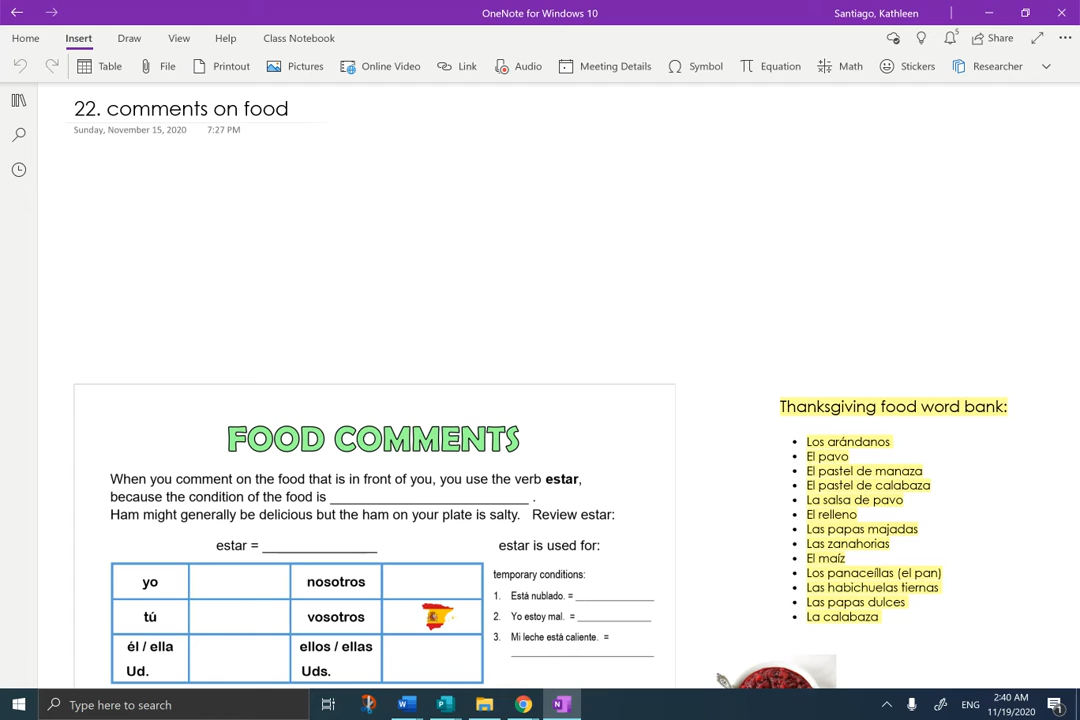 OneNote for Windows 10
Santiago, Kathleen
Home Insert Draw View Help Class Notebook
5
Share
Table File Printout Pictures Online Video Link Audio Meeting Details Symbol Equation Math Stickers Researcher
22. comments on food
Sunday, November 15, 2020 7:27 PM
FOOD COMMENTS
When you comment on the food that is in front of you, you use the verb estar,
because the condition of the food is ____________________________ .
Ham might generally be delicious but the ham on your plate is salty. Review estar:
estar = ________________
estar is used for:
yo nosotros
tú vosotros
él / ella ellos / ellas
Ud. Uds.
temporary conditions:
1. Está nublado. = ________________
2. Yo estoy mal. = ________________
3. Mi leche está caliente. =
____________________________
Thanksgiving food word bank:
• Los arándanos
• El pavo
• El pastel de manaza
• El pastel de calabaza
• La salsa de pavo
• El relleno
• Las papas majadas
• Las zanahorias
• El maíz
• Los panaceíllas (el pan)
• Las habichuelas tiernas
• Las papas dulces
• La calabaza
Type here to search
ENG
2:40 AM
11/19/2020
1